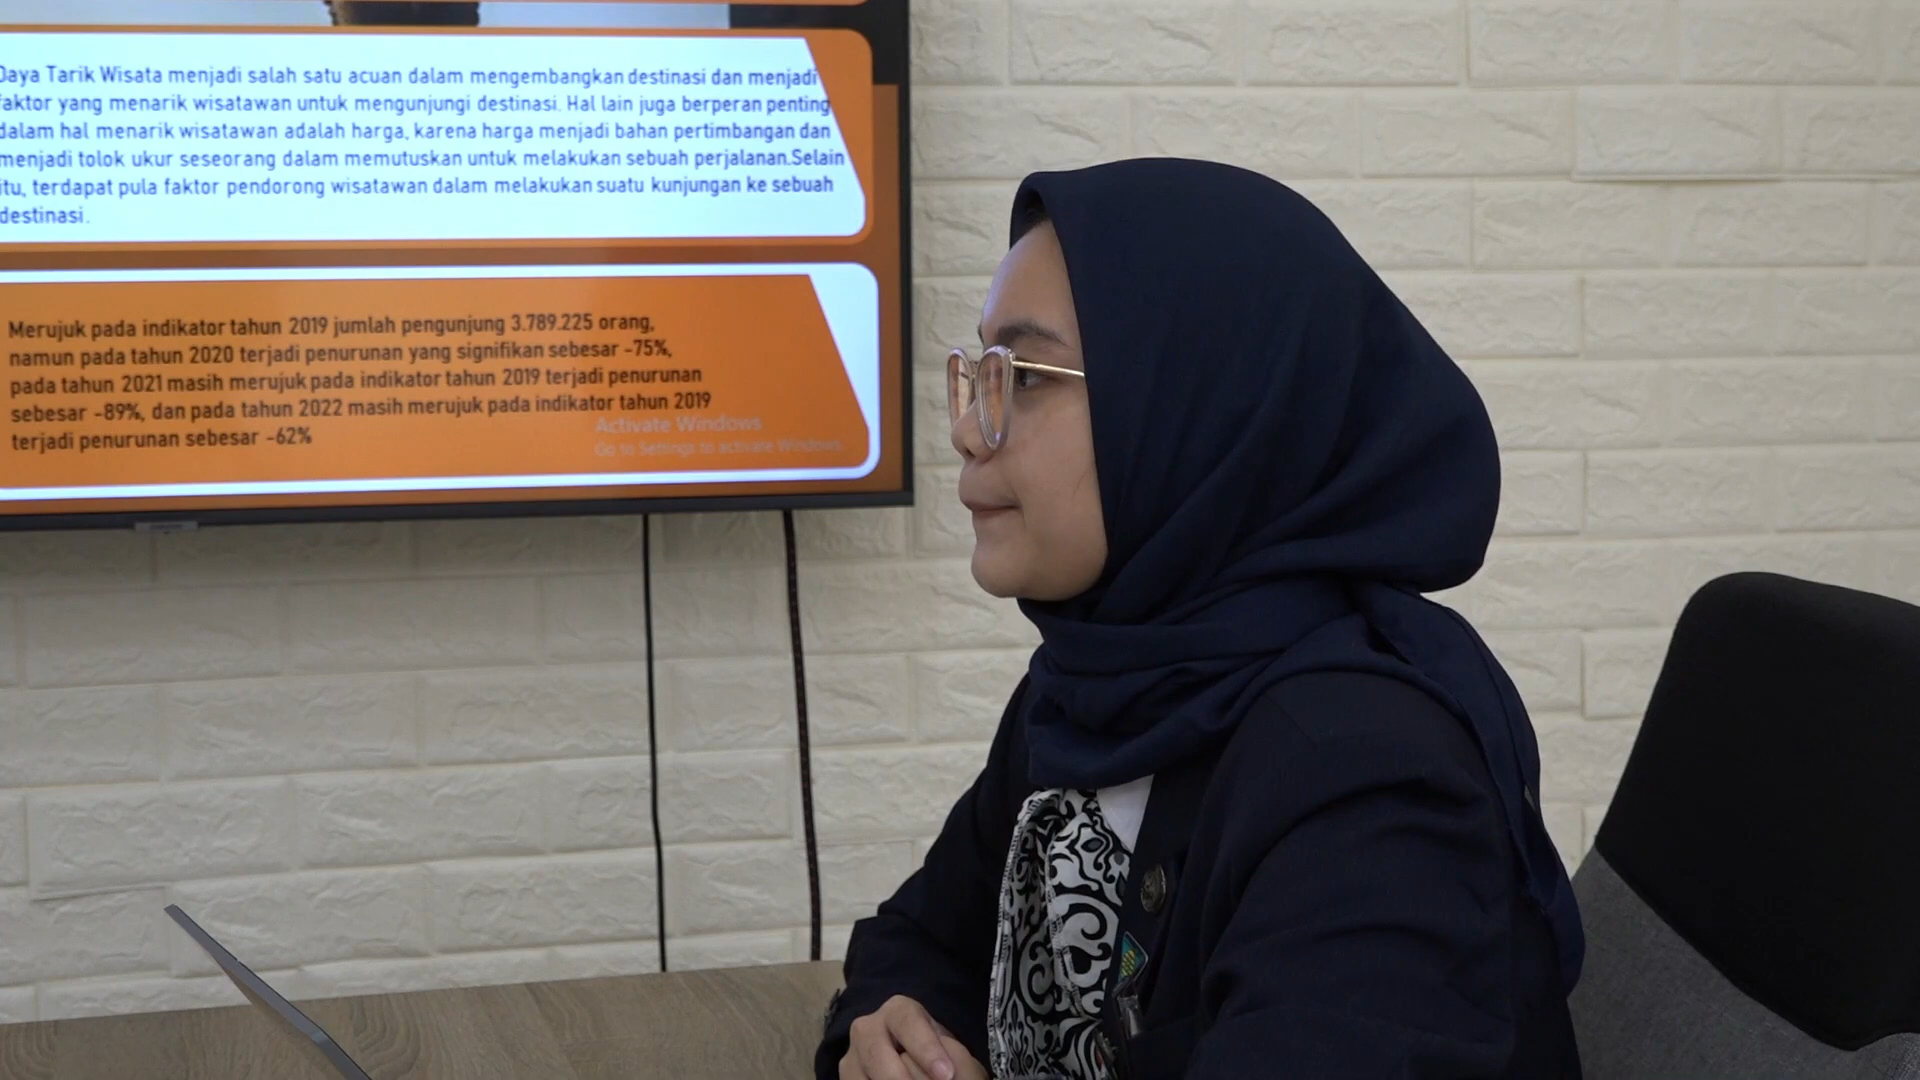 Daya Tarik Wisata menjadi salah satu acuan dalam mengembangkan destinasi dan menjadi
faktor yang menarik wisatawan untuk mengunjungi destinasi. Hal lain juga berperan penting
dalam hal menarik wisatawan adalah harga, karena harga menjadi bahan pertimbangan dan
menjadi tolok ukur seseorang dalam memutuskan untuk melakukan sebuah perjalanan.Selain
itu, terdapat pula faktor pendorong wisatawan dalam melakukan suatu kunjungan ke sebuah
destinasi.
Merujuk pada indikator tahun 2019 jumlah pengunjung 3.789.225 orang,
namun pada tahun 2020 terjadi penurunan yang signifikan sebesar -75%,
pada tahun 2021 masih merujuk pada indikator tahun 2019 terjadi penurunan
sebesar -89%, dan pada tahun 2022 masih merujuk pada indikator tahun 2019
terjadi penurunan sebesar -62%
Activate Windows
Go to Settings to activate Windows.